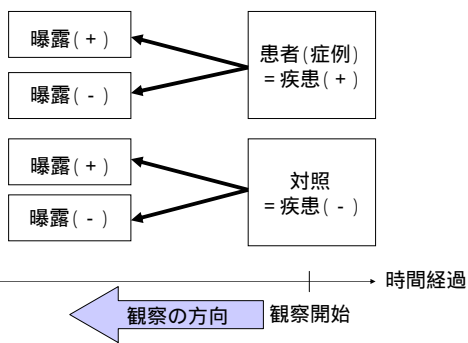 曝露(+)
曝露(-)
患者(症例)
=疾患(+)
曝露(+)
曝露(-)
対照
=疾患(-)
時間経過
観察の方向
観察開始